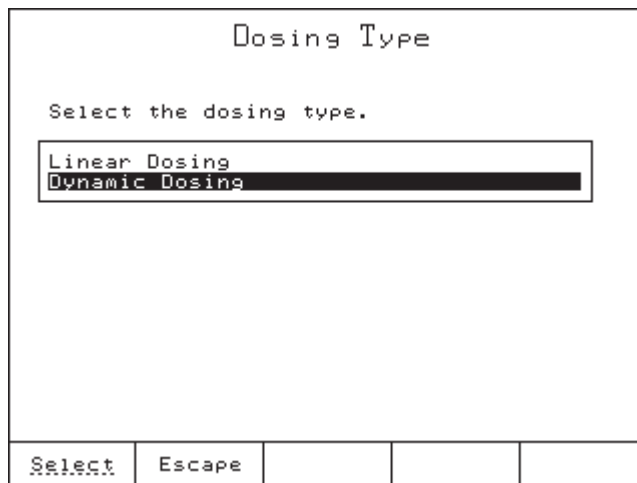 Dosing Type
Select the dosing type.
Linear Dosing
Dynamic Dosing
Select Escape